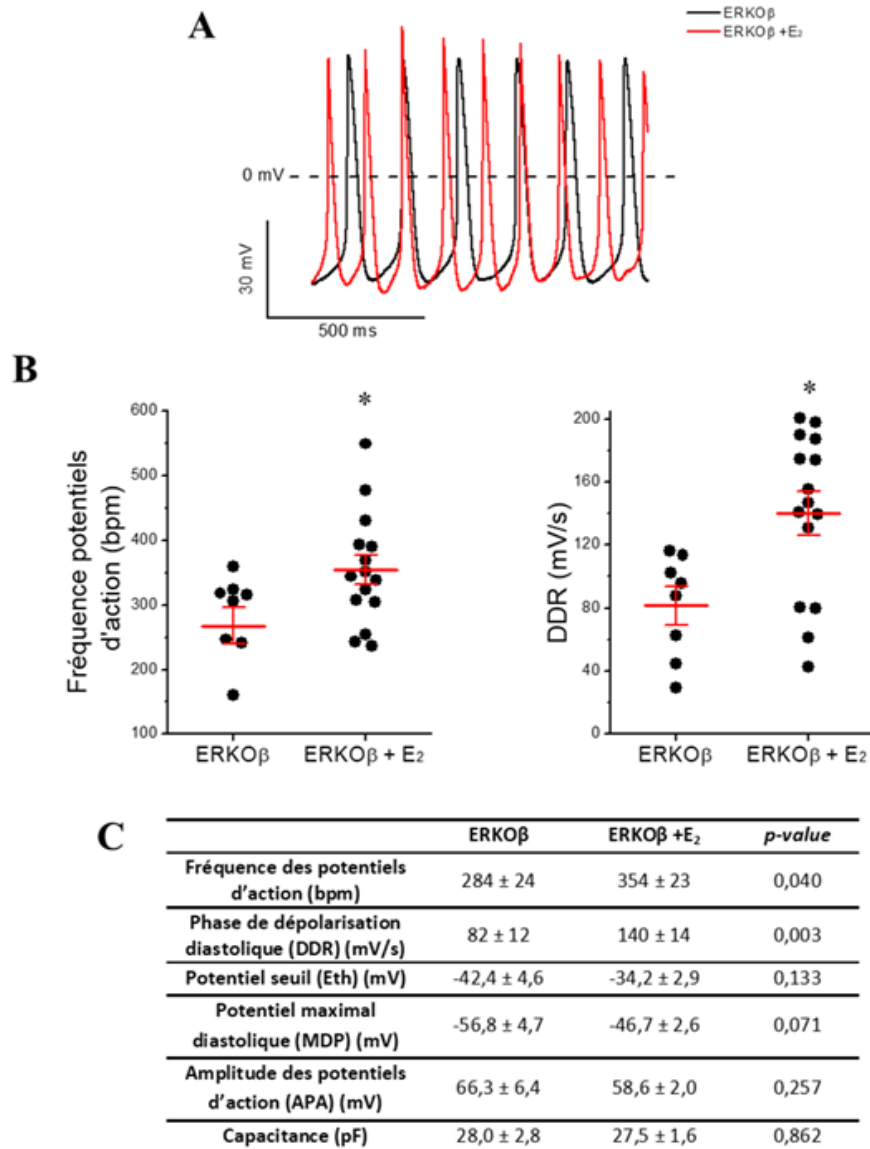 A
ERKOβ
ERKOβ +E₂
0 mV
30 mV
500 ms
B
*
600
500
400
300
200
100
Fréquence potentiels
d'action (bpm)
ERKOβ
ERKOβ + E₂
*
200
160
120
80
40
0
DDR (mV/s)
ERKOβ
ERKOβ + E₂
C
ERKOβ ERKOβ +E₂ p-value
Fréquence des potentiels
d'action (bpm) 284 ± 24 354 ± 23 0,040
Phase de dépolarisation
diastolique (DDR) (mV/s) 82 ± 12 140 ± 14 0,003
Potentiel seuil (Eth) (mV) -42,4 ± 4,6 -34,2 ± 2,9 0,133
Potentiel maximal
diastolique (MDP) (mV) -56,8 ± 4,7 -46,7 ± 2,6 0,071
Amplitude des potentiels
d'action (APA) (mV) 66,3 ± 6,4 58,6 ± 2,0 0,257
Capacitance (pF) 28,0 ± 2,8 27,5 ± 1,6 0,862